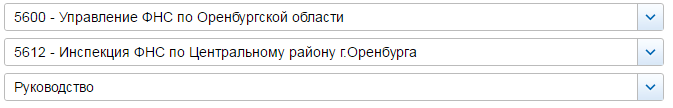 5600 - Управление ФНС по Оренбургской области
5612 - Инспекция ФНС по Центральному району г.Оренбурга
Руководство